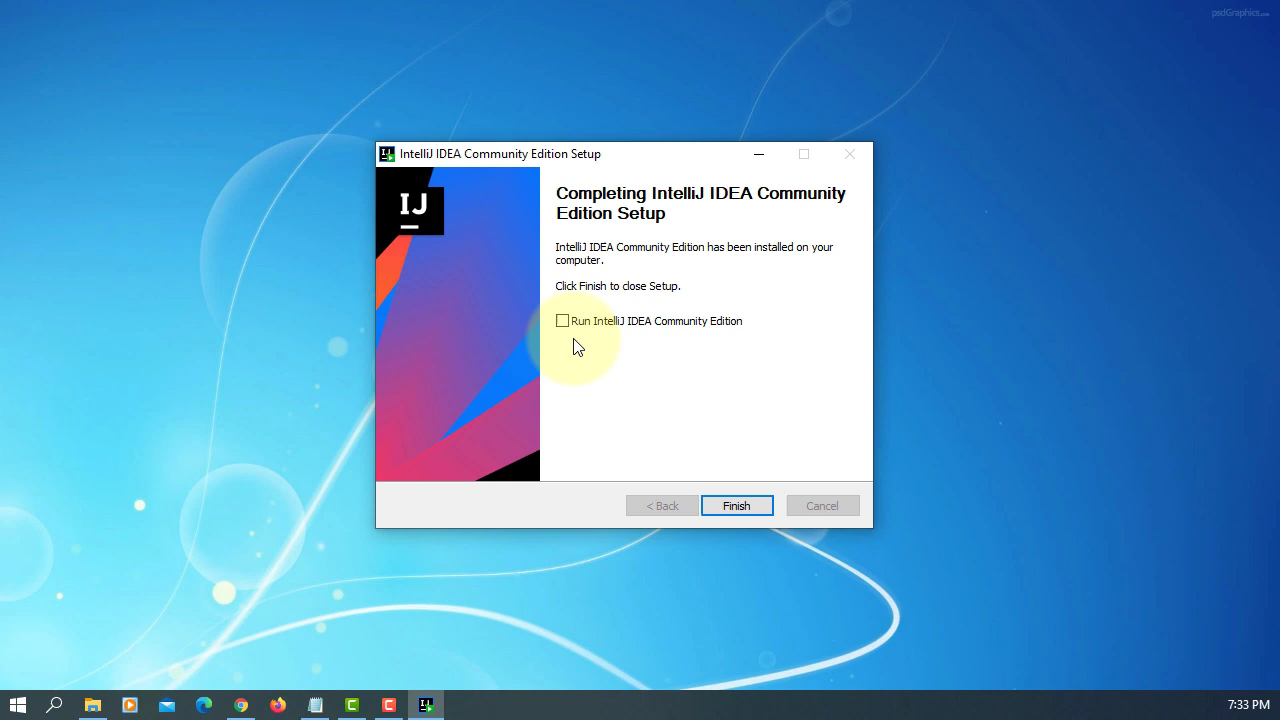 psdGraphics.com
IntelliJ IDEA Community Edition Setup
IJ
Completing IntelliJ IDEA Community
Edition Setup
IntelliJ IDEA Community Edition has been installed on your
computer.
Click Finish to close Setup.
Run IntelliJ IDEA Community Edition
< Back
Finish
Cancel
7:33 PM